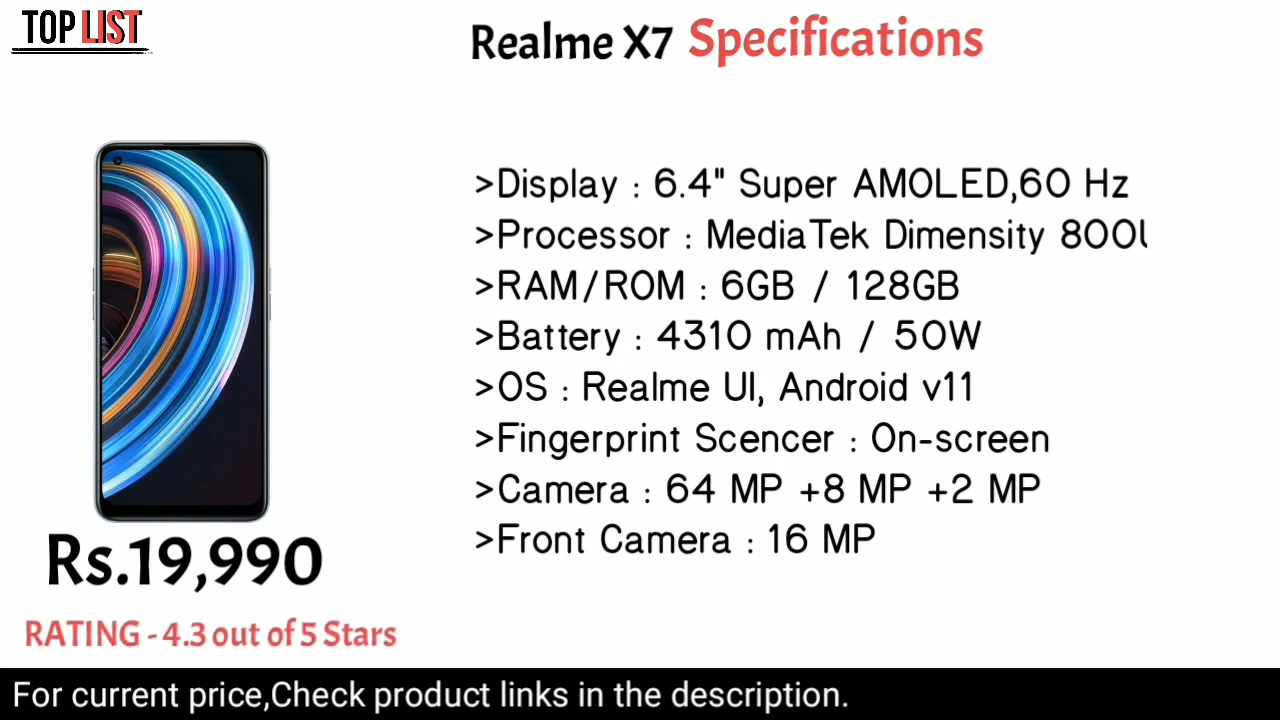 TOP LIST
Realme X7 Specifications
>Display : 6.4" Super AMOLED,60 Hz
>Processor : MediaTek Dimensity 800U
>RAM/ROM : 6GB / 128GB
>Battery : 4310 mAh / 50W
>OS : Realme UI, Android v11
>Fingerprint Scencer : On-screen
>Camera : 64 MP +8 MP +2 MP
>Front Camera : 16 MP
Rs.19,990
RATING - 4.3 out of 5 Stars
For current price,Check product links in the description.